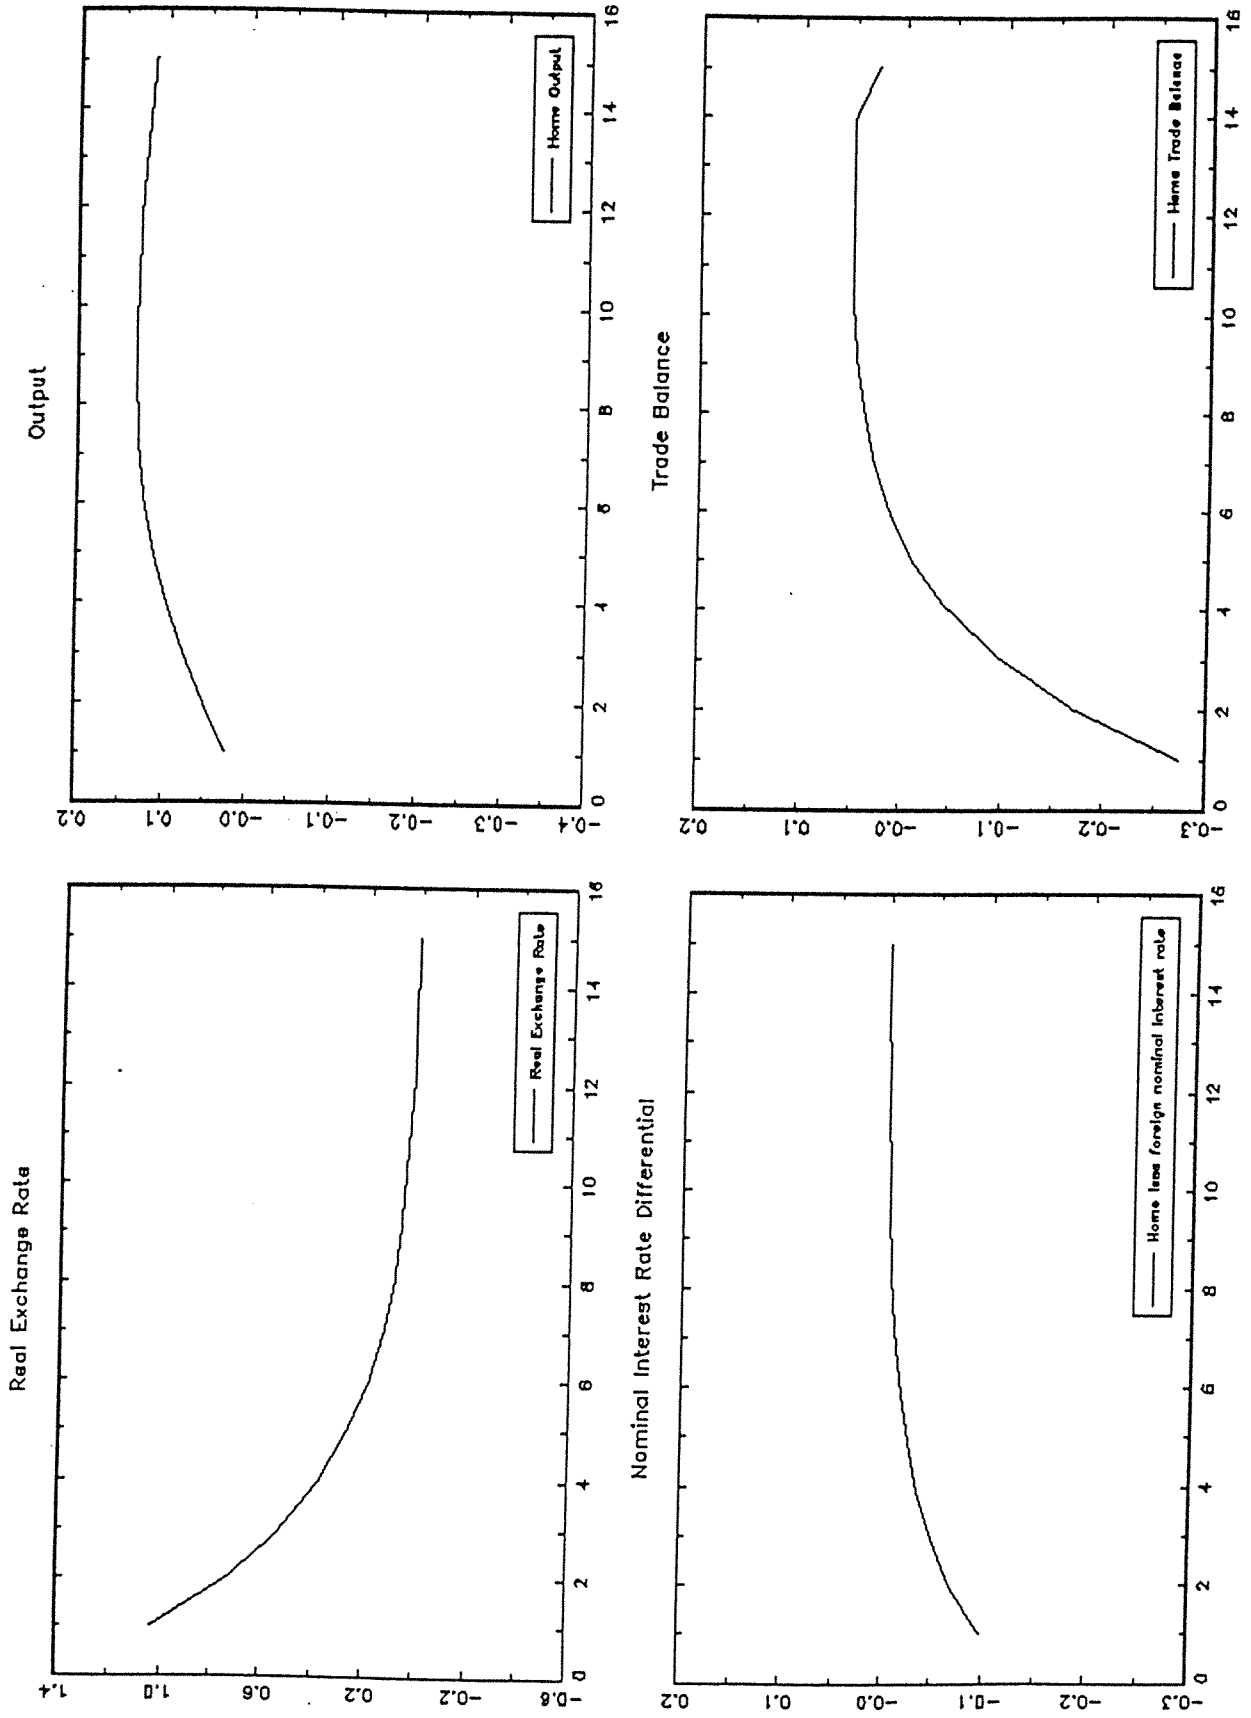 Real Exchange Rate
1.4
1.0
0.6
0.2
-0.2
-0.6
Real Exchange Rate
0 2 4 6 8 10 12 14 16
Output
0.2
0.1
-0.0
-0.1
-0.2
-0.3
-0.4
Home Output
0 2 4 6 8 10 12 14 16
Nominal Interest Rate Differential
0.2
0.1
-0.0
-0.1
-0.2
-0.3
Home less foreign nominal interest rate
0 2 4 6 8 10 12 14 16
Trade Balance
0.2
0.1
-0.0
-0.1
-0.2
-0.3
Home Trade Balance
0 2 4 6 8 10 12 14 16